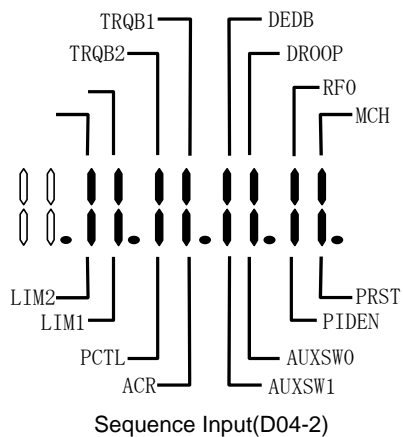 TRQB1
DEDB
TRQB2
DROOP
RF0
MCH
LIM2
PRST
LIM1
PIDEN
PCTL
AUXSW0
ACR
AUXSW1
Sequence Input(D04-2)